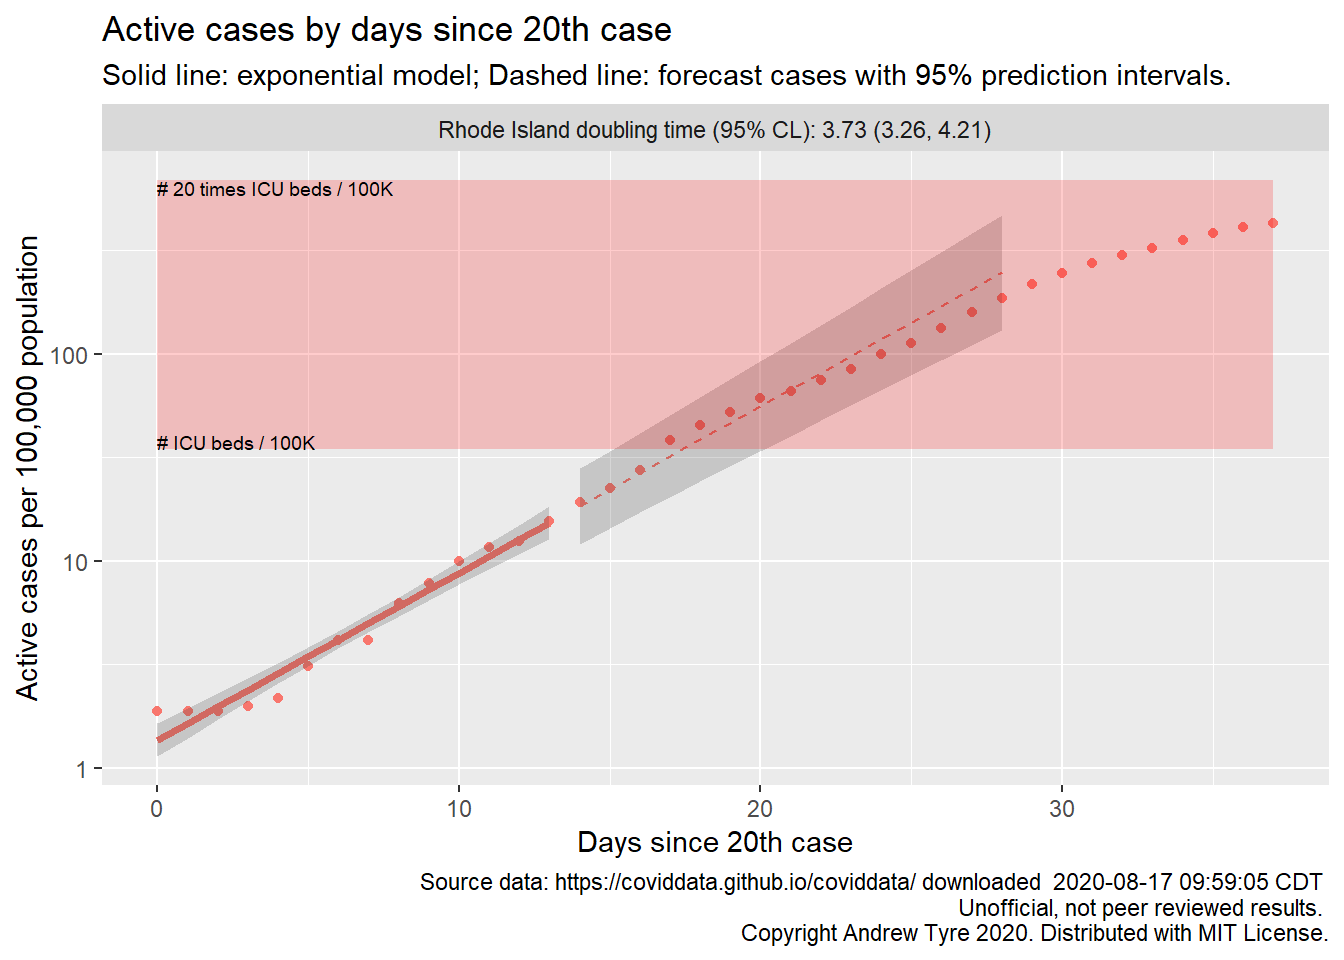 Active cases by days since 20th case
Solid line: exponential model; Dashed line: forecast cases with 95% prediction intervals.
Rhode Island doubling time (95% CL): 3.73 (3.26, 4.21)
# 20 times ICU beds / 100K
# ICU beds / 100K
Active cases per 100,000 population
100
10
1
0 10 20 30
Days since 20th case
Source data: https://coviddata.github.io/coviddata/ downloaded  2020-08-17 09:59:05 CDT
Unofficial, not peer reviewed results.
Copyright Andrew Tyre 2020. Distributed with MIT License.